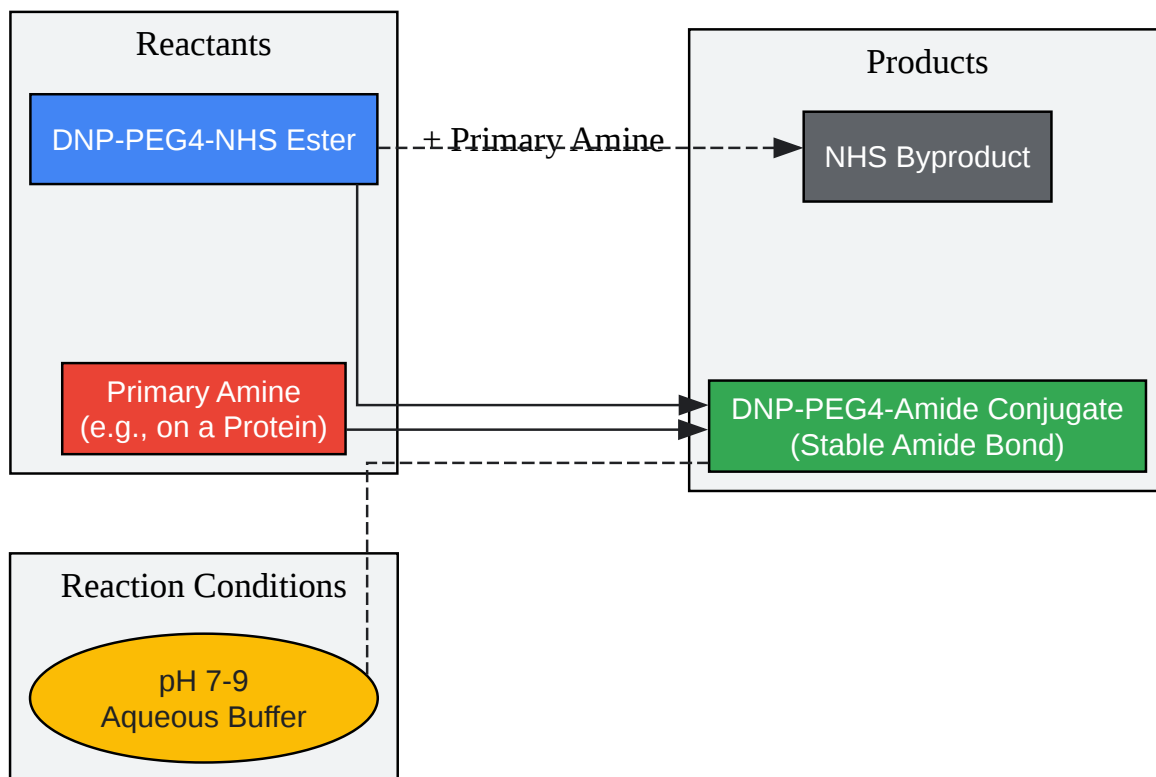 Reactants
DNP-PEG4-NHS Ester
Primary Amine
(e.g., on a Protein)
+ Primary Amine
Products
NHS Byproduct
DNP-PEG4-Amide Conjugate
(Stable Amide Bond)
Reaction Conditions
pH 7-9
Aqueous Buffer